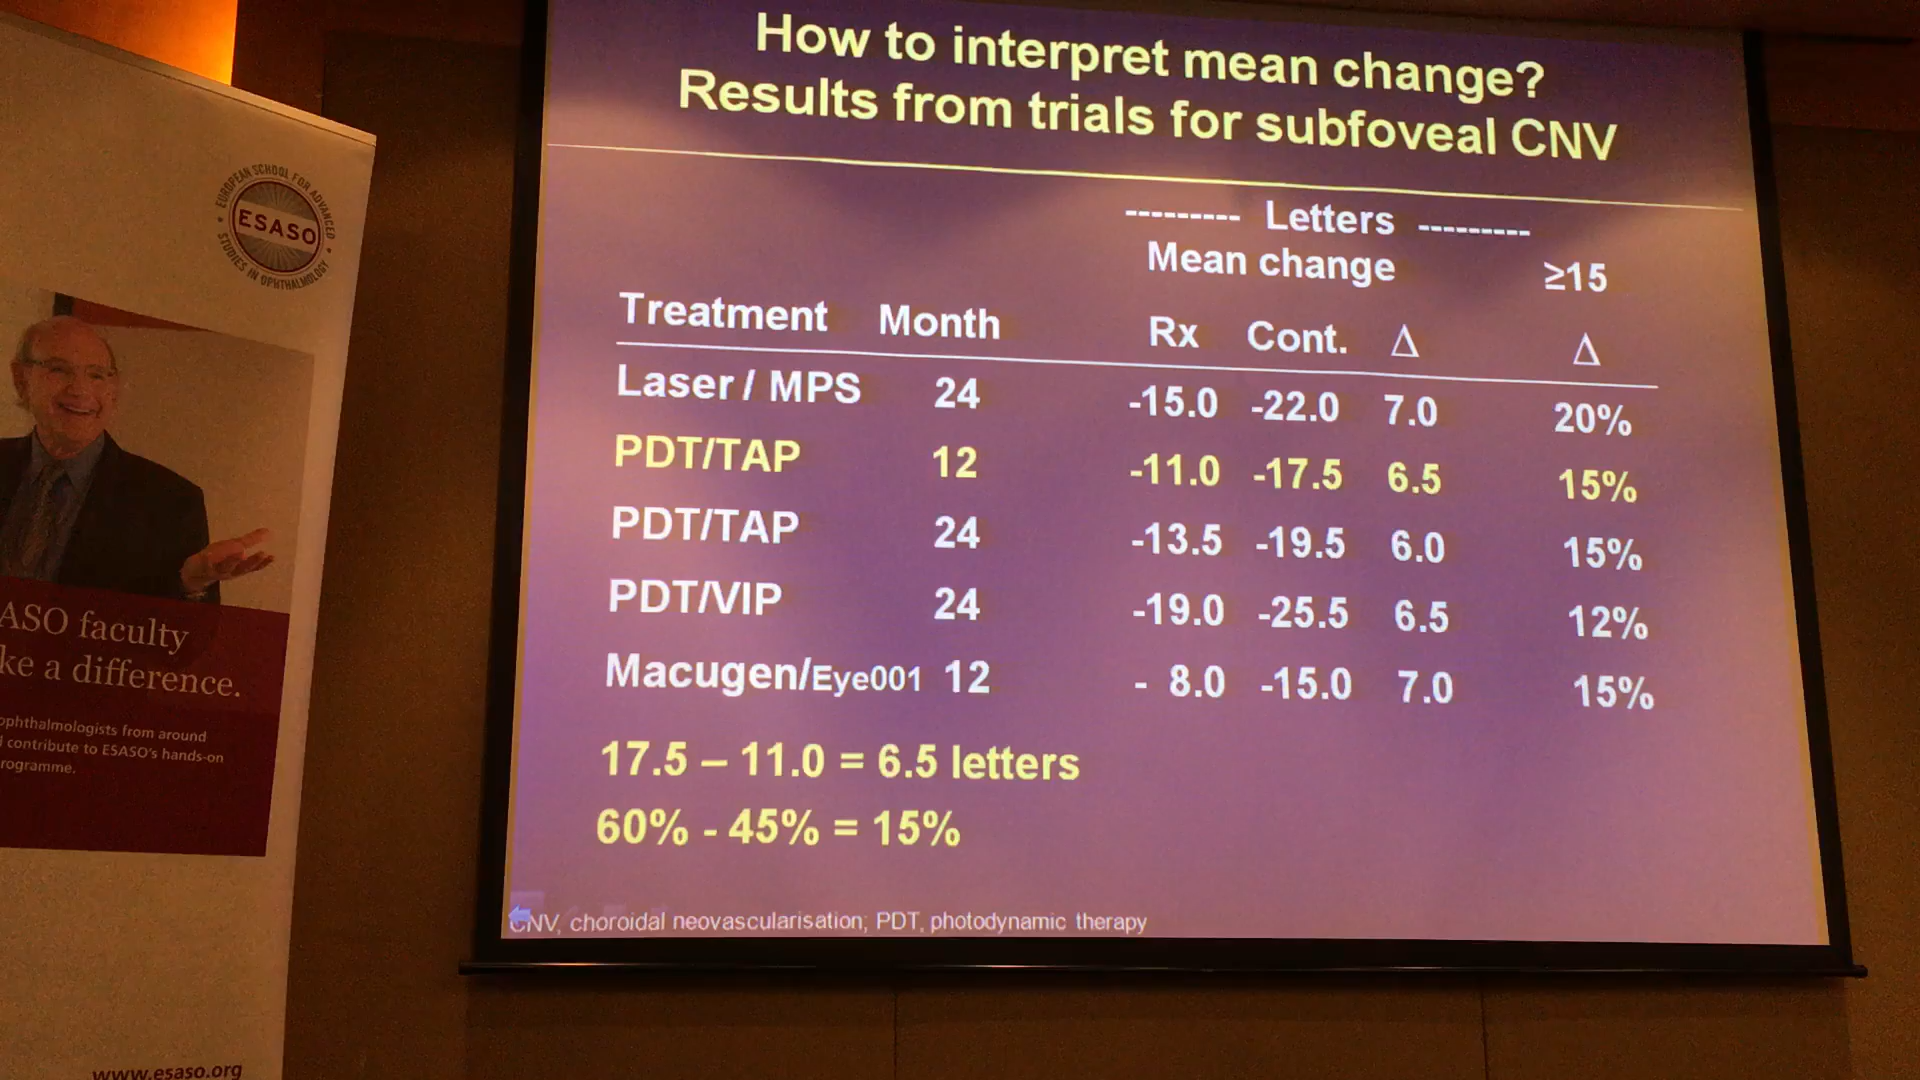 How to interpret mean change?
Results from trials for subfoveal CNV
--------- Letters ---------
Mean change ≥15
Treatment Month Rx Cont. Δ Δ
Laser / MPS 24 -15.0 -22.0 7.0 20%
PDT/TAP 12 -11.0 -17.5 6.5 15%
PDT/TAP 24 -13.5 -19.5 6.0 15%
PDT/VIP 24 -19.0 -25.5 6.5 12%
Macugen/Eye001 12 - 8.0 -15.0 7.0 15%
17.5 – 11.0 = 6.5 letters
60% - 45% = 15%
CNV, choroidal neovascularisation; PDT, photodynamic therapy
EUROPEAN SCHOOL FOR ADVANCED
ESASO
STUDIES IN OPHTHALMOLOGY
ASO faculty
ke a difference.
ophthalmologists from around
contribute to ESASO's hands-on
rogramme.
www.esaso.org